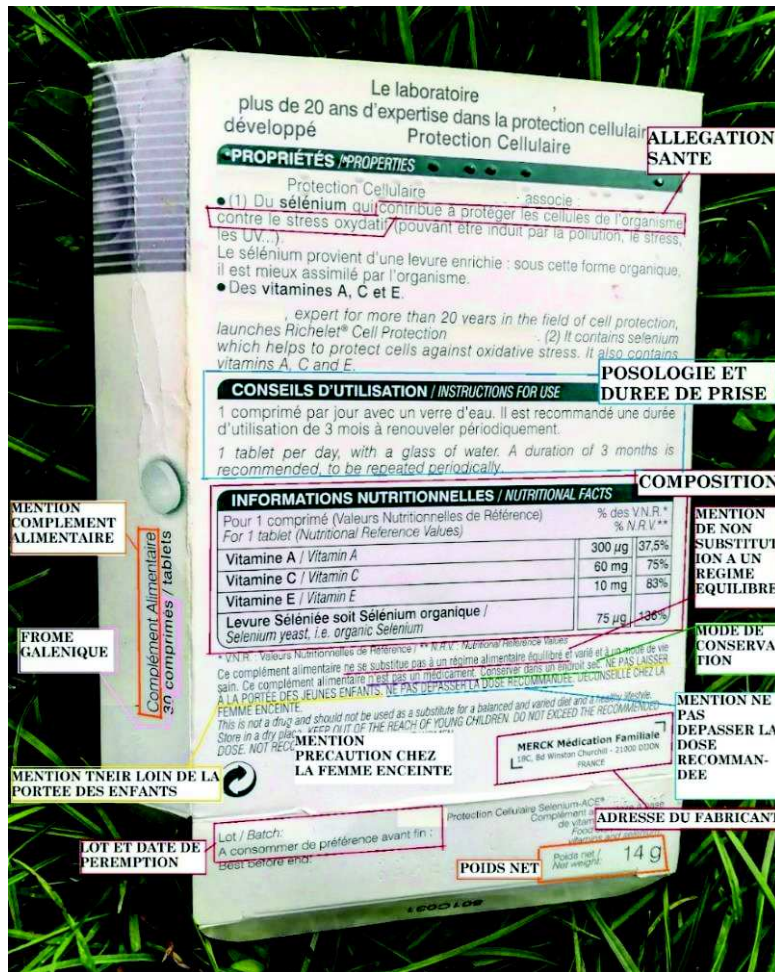 Le laboratoire
plus de 20 ans d'expertise dans la protection cellulair
développé Protection Cellulaire
ALLEGATION
SANTE
PROPRIÉTÉS / PROPERTIES
Protection Cellulaire - associe :
• (1) Du sélénium qui contribue à protéger les cellules de l'organisme
contre le stress oxydatif (pouvant être induit par la pollution, le stress,
les UV...).
Le sélénium provient d'une levure enrichie : sous cette forme organique,
il est mieux assimilé par l'organisme.
• Des vitamines A, C et E.
, expert for more than 20 years in the field of cell protection,
launches Richelet® Cell Protection . (2) It contains selenium
which helps to protect cells against oxidative stress. It also contains
vitamins A, C and E.
POSOLOGIE ET
DUREE DE PRISE
CONSEILS D'UTILISATION / INSTRUCTIONS FOR USE
1 comprimé par jour avec un verre d'eau. Il est recommandé une durée
d'utilisation de 3 mois à renouveler périodiquement.
1 tablet per day, with a glass of water. A duration of 3 months is
recommended, to be repeated periodically.
COMPOSITION
INFORMATIONS NUTRITIONNELLES / NUTRITIONAL FACTS
Pour 1 comprimé (Valeurs Nutritionnelles de Référence) % des V.N.R.*
For 1 tablet (Nutritional Reference Values) % N.R.V.**
Vitamine A / Vitamin A 300 µg 37,5%
Vitamine C / Vitamin C 60 mg 75%
Vitamine E / Vitamin E 10 mg 83%
Levure Séléniée soit Sélénium organique /
Selenium yeast, i.e. organic Selenium 75 µg 136%
* V.N.R. : Valeurs Nutritionnelles de Référence / ** N.R.V. : Nutritional Reference Values
Ce complément alimentaire ne se substitue pas à un régime alimentaire équilibré et varié et à un mode de vie
sain. Ce complément alimentaire n'est pas un médicament. Conserver dans un endroit sec. NE PAS LAISSER
A LA PORTÉE DES JEUNES ENFANTS. NE PAS DEPASSER LA DOSE RECOMMANDÉE. DÉCONSEILLÉ CHEZ LA
FEMME ENCEINTE.
This is not a drug and should not be used as a substitute for a balanced and varied diet and a healthy lifestyle.
Store in a dry place. KEEP OUT OF THE REACH OF YOUNG CHILDREN. DO NOT EXCEED THE RECOMMENDED
DOSE. NOT
MENTION
DE NON
SUBSTITUT
ION A UN
REGIME
EQUILIBRE
MODE DE
CONSERVA
TION
MENTION NE
PAS
DEPASSER LA
DOSE
RECOMMAN-
DEE
MENTION
COMPLEMENT
ALIMENTAIRE
FROME
GALENIQUE
Complément Alimentaire
30 comprimés / tablets
MENTION
PRECAUTION CHEZ
LA FEMME ENCEINTE
MENTION TNEIR LOIN DE LA
PORTEE DES ENFANTS
MERCK Médication Familiale
18C, Bd Winston Churchill - 21000 DIJON
FRANCE
ADRESSE DU FABRICANT
Lot / Batch:
A consommer de préférence avant fin :
Best before end:
LOT ET DATE DE
PEREMPTION
Protection Cellulaire Selenium-ACE®
POIDS NET
Poids net /
Net weight: 14 g